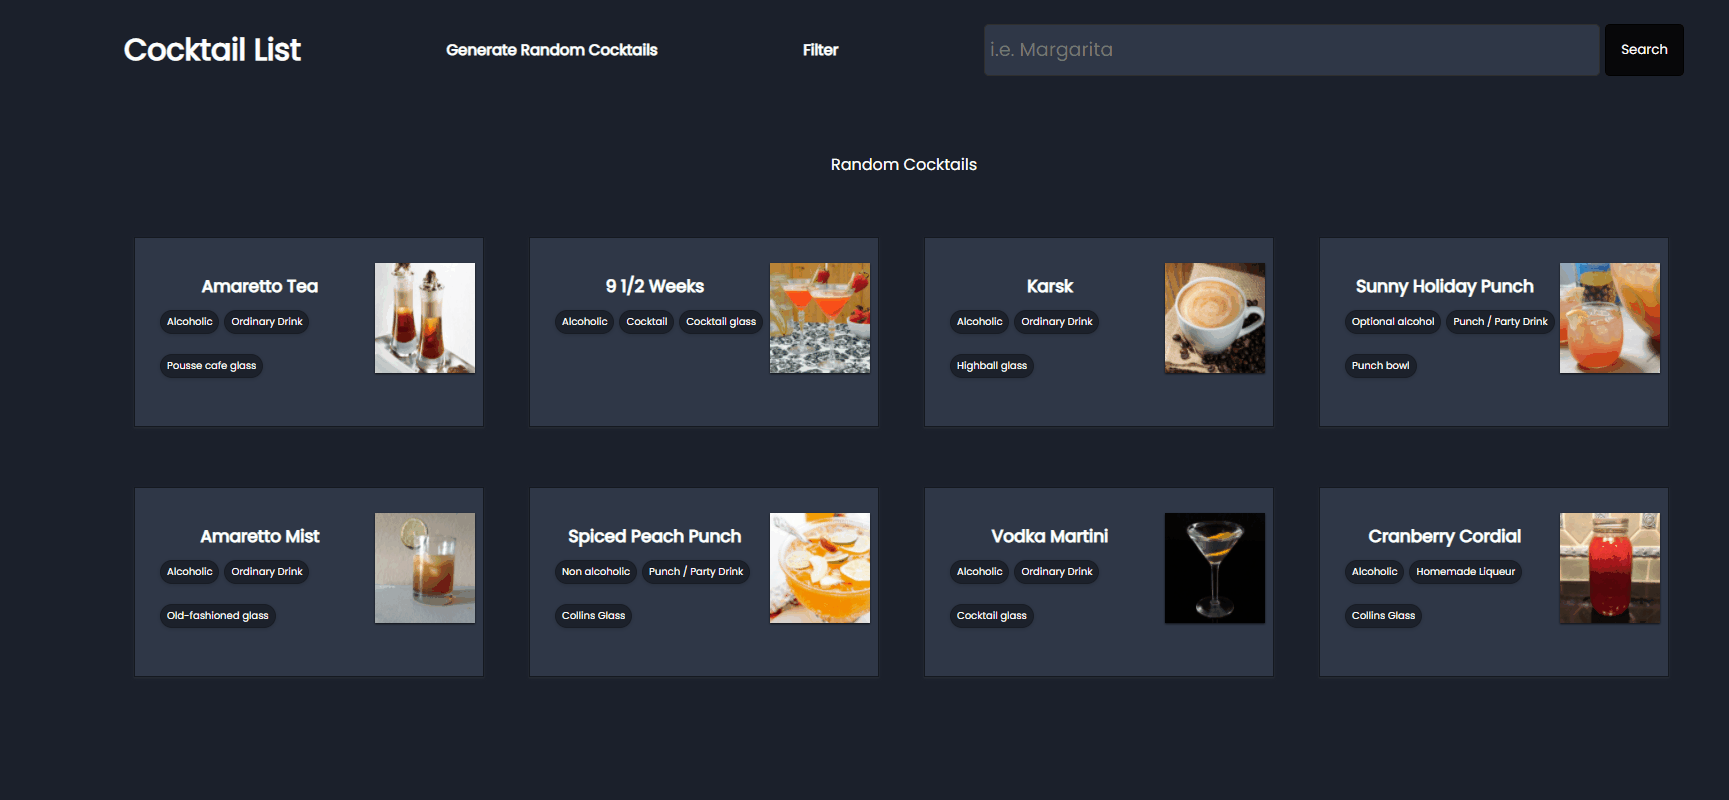 Cocktail List
Generate Random Cocktails
Filter
i.e. Margarita
Search
Random Cocktails
Amaretto Tea
Alcoholic
Ordinary Drink
Pousse cafe glass
9 1/2 Weeks
Alcoholic
Cocktail
Cocktail glass
Karsk
Alcoholic
Ordinary Drink
Highball glass
Sunny Holiday Punch
Optional alcohol
Punch / Party Drink
Punch bowl
Amaretto Mist
Alcoholic
Ordinary Drink
Old-fashioned glass
Spiced Peach Punch
Non alcoholic
Punch / Party Drink
Collins Glass
Vodka Martini
Alcoholic
Ordinary Drink
Cocktail glass
Cranberry Cordial
Alcoholic
Homemade Liqueur
Collins Glass